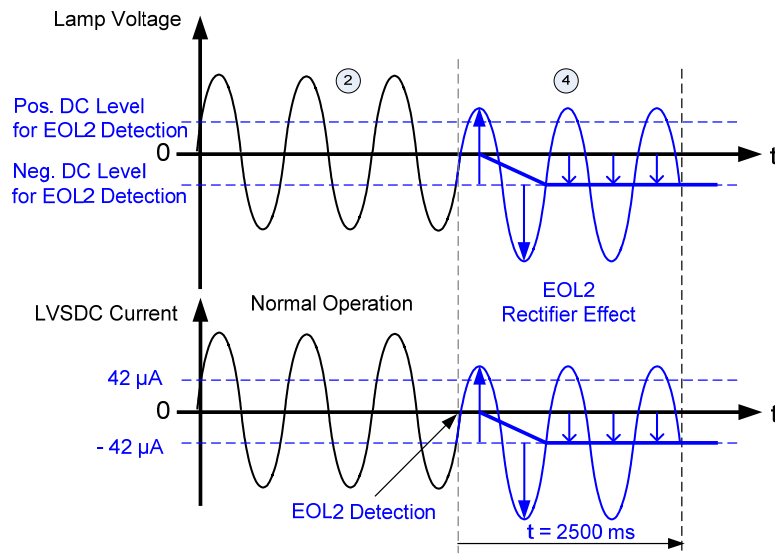 Lamp Voltage
2
4
Pos. DC Level
for EOL2 Detection
0
t
Neg. DC Level
for EOL2 Detection
Normal Operation
EOL2
Rectifier Effect
LVSDC Current
42 µA
0
t
- 42 µA
EOL2 Detection
t = 2500 ms